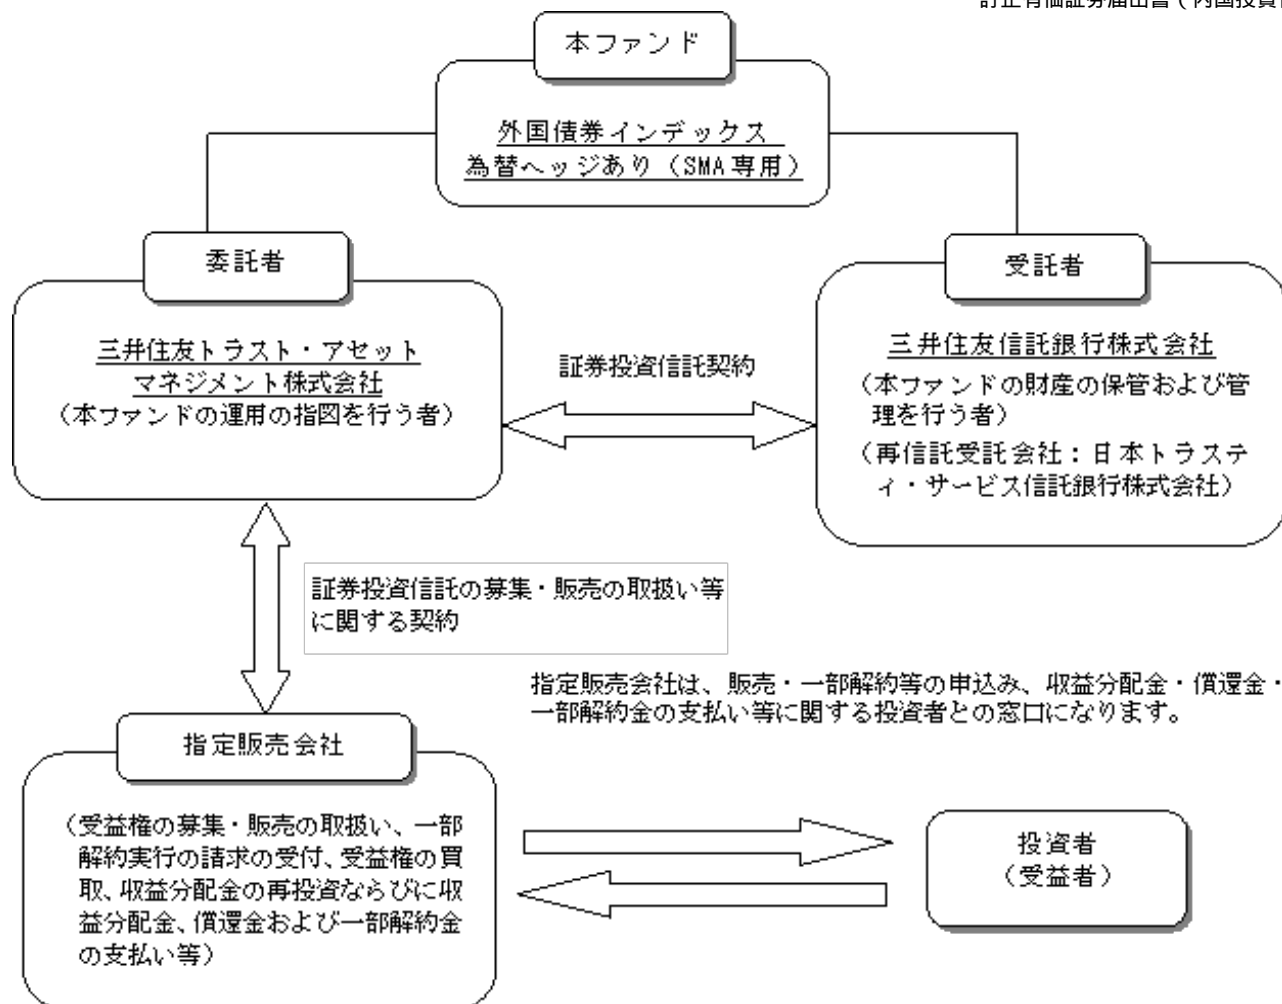 訂正有価証券届出書（内国投資
本ファンド
外国債券インデックス
為替ヘッジあり（SMA専用）
委託者
三井住友トラスト・アセット
マネジメント株式会社
（本ファンドの運用の指図を行う者）
証券投資信託契約
受託者
三井住友信託銀行株式会社
（本ファンドの財産の保管および管
理を行う者）
（再信託受託会社：日本トラステ
ィ・サービス信託銀行株式会社）
証券投資信託の募集・販売の取扱い等
に関する契約
指定販売会社は、販売・一部解約等の申込み、収益分配金・償還金・
一部解約金の支払い等に関する投資者との窓口になります。
指定販売会社
（受益権の募集・販売の取扱い、一部
解約実行の請求の受付、受益権の買
取、収益分配金の再投資ならびに収
益分配金、償還金および一部解約金
の支払い等）
投資者
（受益者）